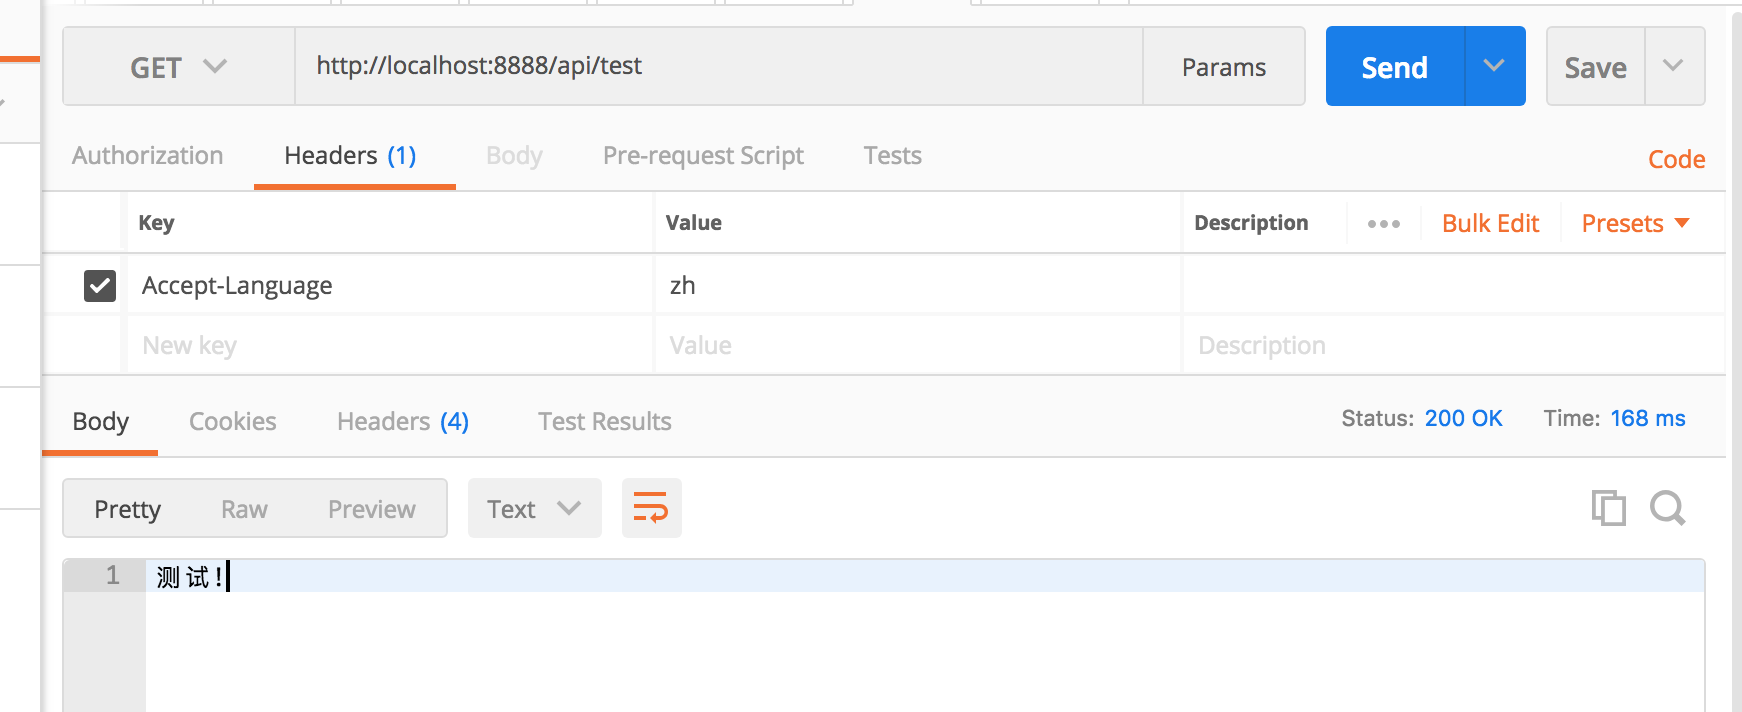 GET http://localhost:8888/api/test Params Send Save
Authorization Headers (1) Body Pre-request Script Tests Code
Key Value Description Bulk Edit Presets
Accept-Language zh
New key Value Description
Body Cookies Headers (4) Test Results Status: 200 OK Time: 168 ms
Pretty Raw Preview Text
1 测试!